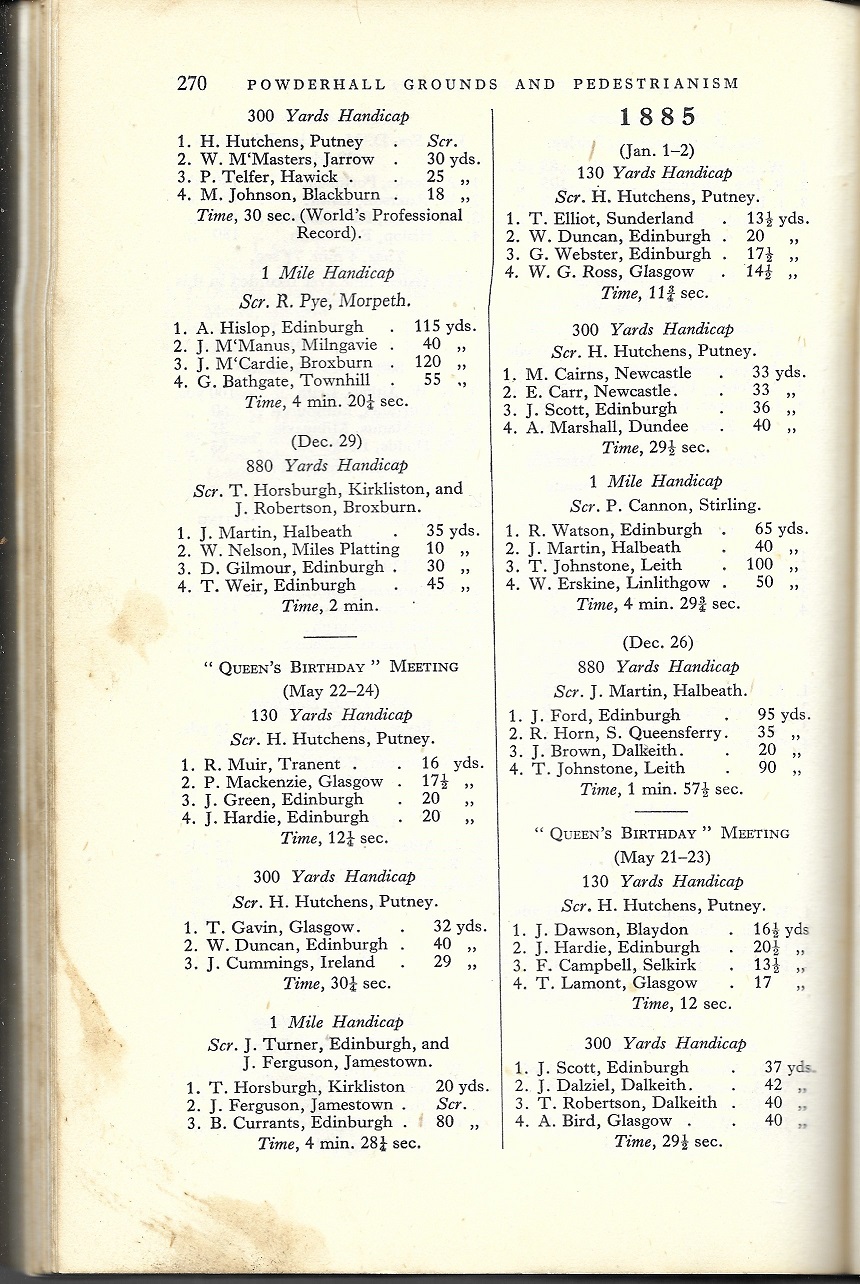 270 POWDERHALL GROUNDS AND PEDESTRIANISM
300 Yards Handicap
1. H. Hutchens, Putney . Scr.
2. W. M‘Masters, Jarrow . 30 yds.
3. P. Telfer, Hawick . . 25 „
4. M. Johnson, Blackburn . 18 „
Time, 30 sec. (World's Professional
Record).
1 Mile Handicap
Scr. R. Pye, Morpeth.
1. A. Hislop, Edinburgh . 115 yds.
2. J. M‘Manus, Milngavie . 40 „
3. J. M‘Cardie, Broxburn . 120 „
4. G. Bathgate, Townhill . 55 „
Time, 4 min. 20¼ sec.
(Dec. 29)
880 Yards Handicap
Scr. T. Horsburgh, Kirkliston, and
J. Robertson, Broxburn.
1. J. Martin, Halbeath . 35 yds.
2. W. Nelson, Miles Platting 10 „
3. D. Gilmour, Edinburgh . 30 „
4. T. Weir, Edinburgh . 45 „
Time, 2 min.
“ QUEEN'S BIRTHDAY ” MEETING
(May 22–24)
130 Yards Handicap
Scr. H. Hutchens, Putney.
1. R. Muir, Tranent . . 16 yds.
2. P. Mackenzie, Glasgow . 17½ „
3. J. Green, Edinburgh . 20 „
4. J. Hardie, Edinburgh . 20 „
Time, 12¼ sec.
300 Yards Handicap
Scr. H. Hutchens, Putney.
1. T. Gavin, Glasgow. . 32 yds.
2. W. Duncan, Edinburgh . 40 „
3. J. Cummings, Ireland . 29 „
Time, 30¼ sec.
1 Mile Handicap
Scr. J. Turner, Edinburgh, and
J. Ferguson, Jamestown.
1. T. Horsburgh, Kirkliston 20 yds.
2. J. Ferguson, Jamestown . Scr.
3. B. Currants, Edinburgh . 80 „
Time, 4 min. 28¼ sec.
1885
(Jan. 1–2)
130 Yards Handicap
Scr. H. Hutchens, Putney.
1. T. Elliot, Sunderland . 13½ yds.
2. W. Duncan, Edinburgh . 20 „
3. G. Webster, Edinburgh . 17½ „
4. W. G. Ross, Glasgow . 14½ „
Time, 11¾ sec.
300 Yards Handicap
Scr. H. Hutchens, Putney.
1. M. Cairns, Newcastle . 33 yds.
2. E. Carr, Newcastle. . 33 „
3. J. Scott, Edinburgh . 36 „
4. A. Marshall, Dundee . 40 „
Time, 29½ sec.
1 Mile Handicap
Scr. P. Cannon, Stirling.
1. R. Watson, Edinburgh . 65 yds.
2. J. Martin, Halbeath . 40 „
3. T. Johnstone, Leith . 100 „
4. W. Erskine, Linlithgow . 50 „
Time, 4 min. 29¾ sec.
(Dec. 26)
880 Yards Handicap
Scr. J. Martin, Halbeath.
1. J. Ford, Edinburgh . 95 yds.
2. R. Horn, S. Queensferry. 35 „
3. J. Brown, Dalkeith. . 20 „
4. T. Johnstone, Leith . 90 „
Time, 1 min. 57½ sec.
“ QUEEN'S BIRTHDAY ” MEETING
(May 21–23)
130 Yards Handicap
Scr. H. Hutchens, Putney.
1. J. Dawson, Blaydon . 16½ yds
2. J. Hardie, Edinburgh . 20½ „
3. F. Campbell, Selkirk . 13½ „
4. T. Lamont, Glasgow . 17 „
Time, 12 sec.
300 Yards Handicap
1. J. Scott, Edinburgh . 37 yds.
2. J. Dalziel, Dalkeith. . 42 „
3. T. Robertson, Dalkeith . 40 „
4. A. Bird, Glasgow . . 40 „
Time, 29½ sec.